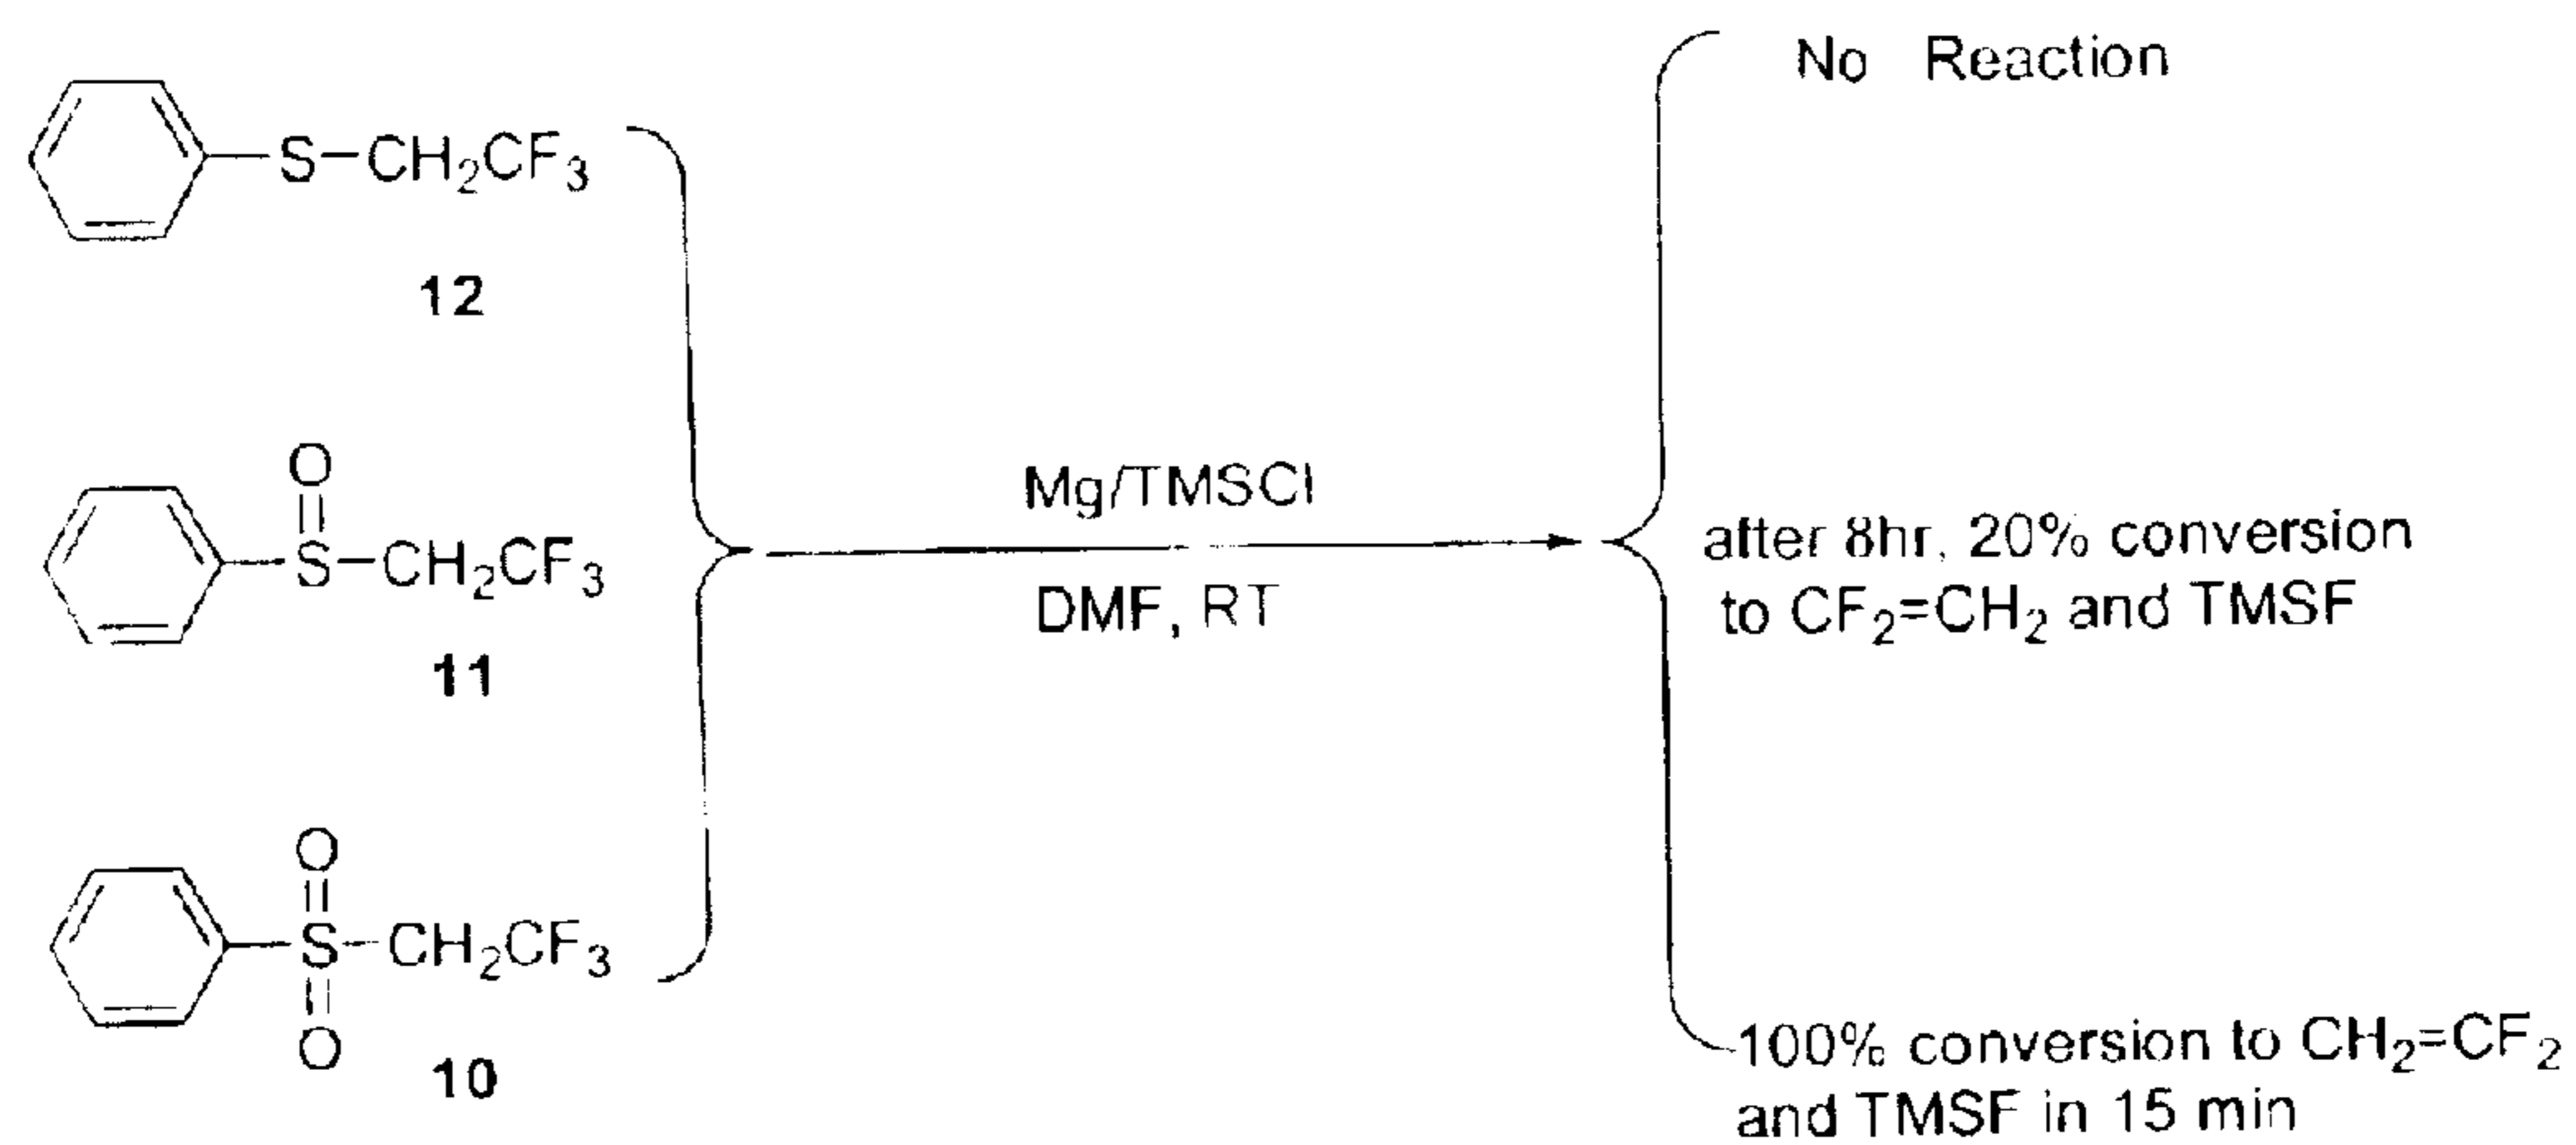 S—CH₂CF₃
12
O
S—CH₂CF₃
11
O
S—CH₂CF₃
O
10
Mg/TMSCl
DMF, RT
No Reaction
after 8hr, 20% conversion
to CF₂=CH₂ and TMSF
100% conversion to CH₂=CF₂
and TMSF in 15 min